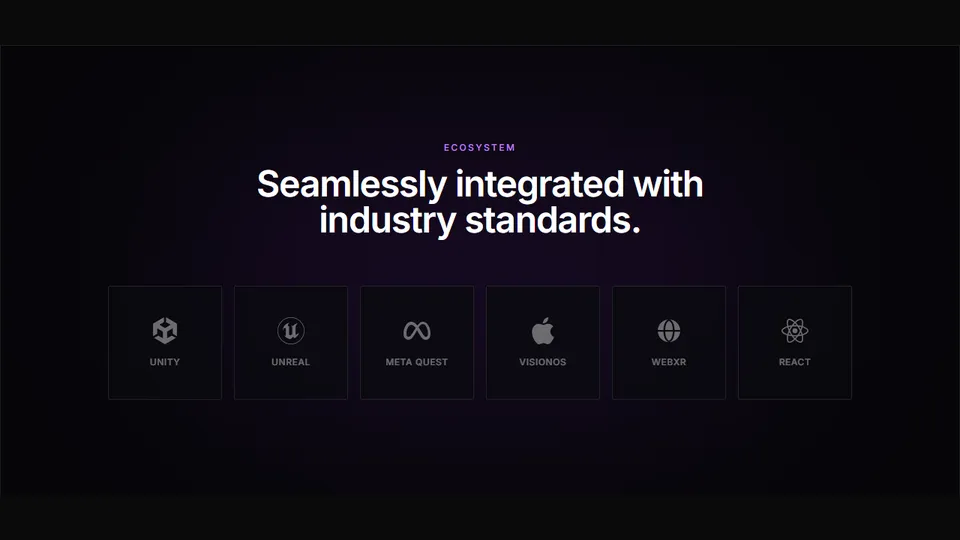 ECOSYSTEM
Seamlessly integrated with
industry standards.
UNITY
UNREAL
META QUEST
VISIONOS
WEBXR
REACT